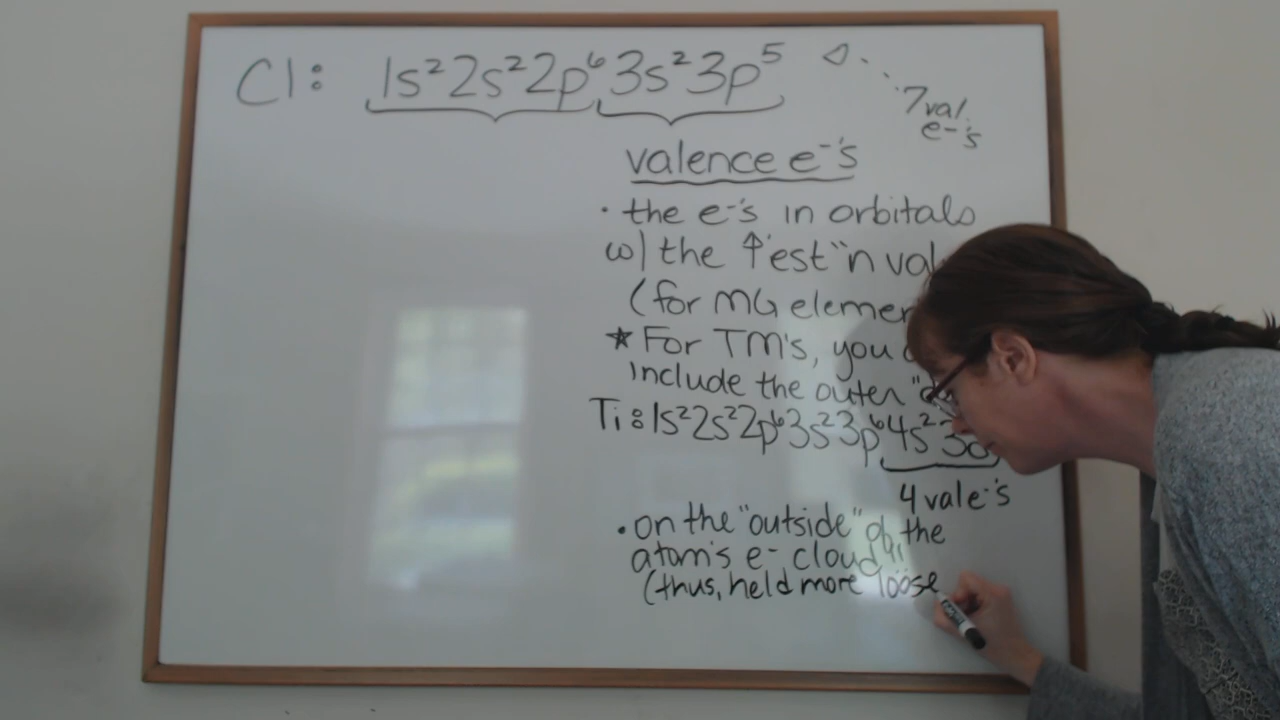 Cl: 1s²2s²2p⁶3s²3p⁵
7 val. e-'s
valence e⁻'s
· the e⁻'s in orbitals
w/ the ↑'est "n val
(for MG elemen
* For TM's, you
include the outer "d
Ti: 1s²2s²2p⁶3s²3p⁶4s²3d
4 val e⁻'s
· on the "outside" of the
atom's e- cloud
(thus, held more loose